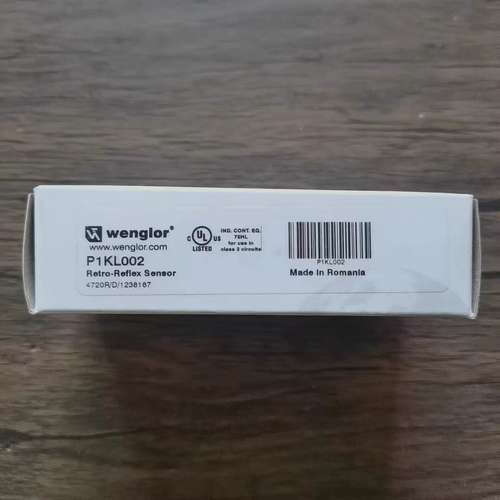 wenglor®
www.wenglor.com
P1KL002
Retro-Reflex Sensor
4720R/D/1238187
C UL US
LISTED
IND. CONT. EQ.
78HL
for use in
class 2 circuits
P1KL002
Made in Romania